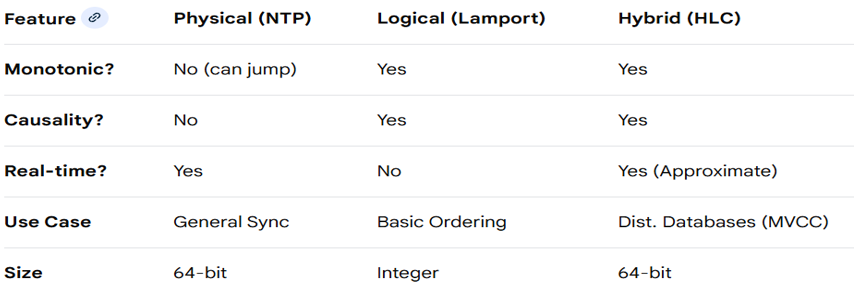 Feature Physical (NTP) Logical (Lamport) Hybrid (HLC)
Monotonic? No (can jump) Yes Yes
Causality? No Yes Yes
Real-time? Yes No Yes (Approximate)
Use Case General Sync Basic Ordering Dist. Databases (MVCC)
Size 64-bit Integer 64-bit